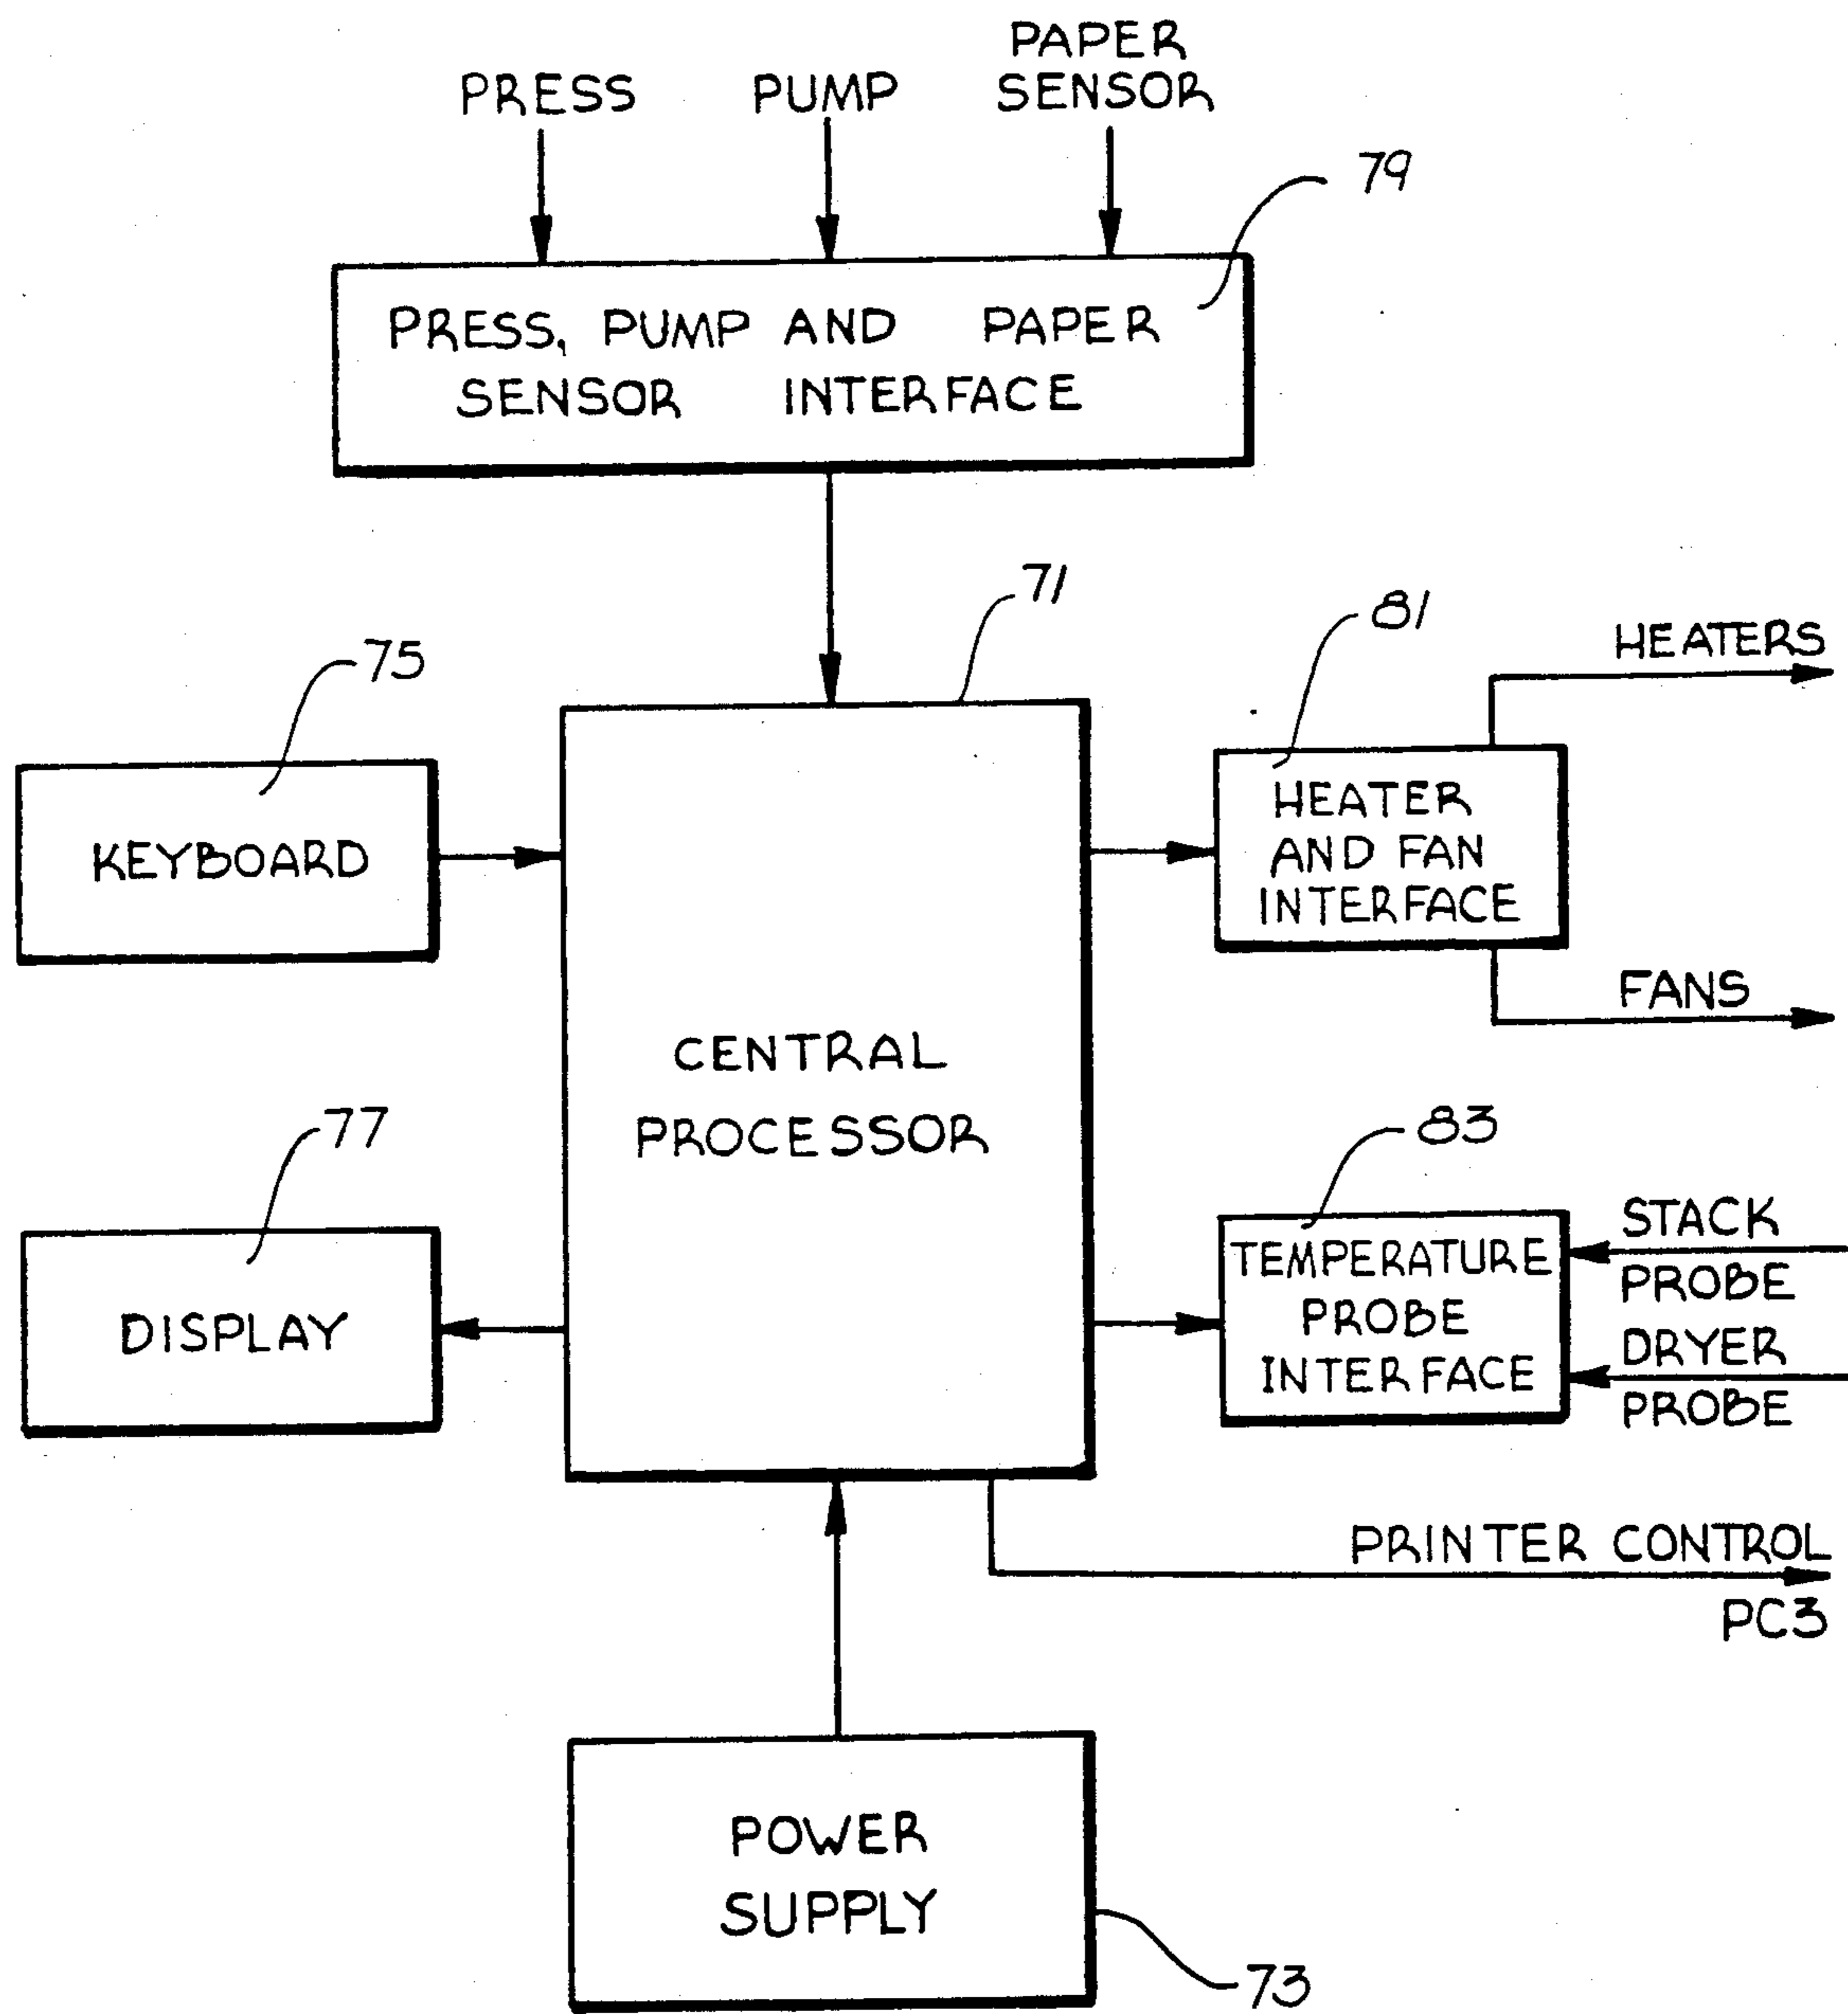 PRESS
PUMP
PAPER
SENSOR
79
PRESS, PUMP AND PAPER
SENSOR INTERFACE
71
81
HEATERS
75
KEYBOARD
HEATER
AND FAN
INTERFACE
FANS
CENTRAL
PROCESSOR
77
DISPLAY
83
TEMPERATURE
PROBE
INTERFACE
STACK
PROBE
DRYER
PROBE
PRINTER CONTROL
PC3
POWER
SUPPLY
73